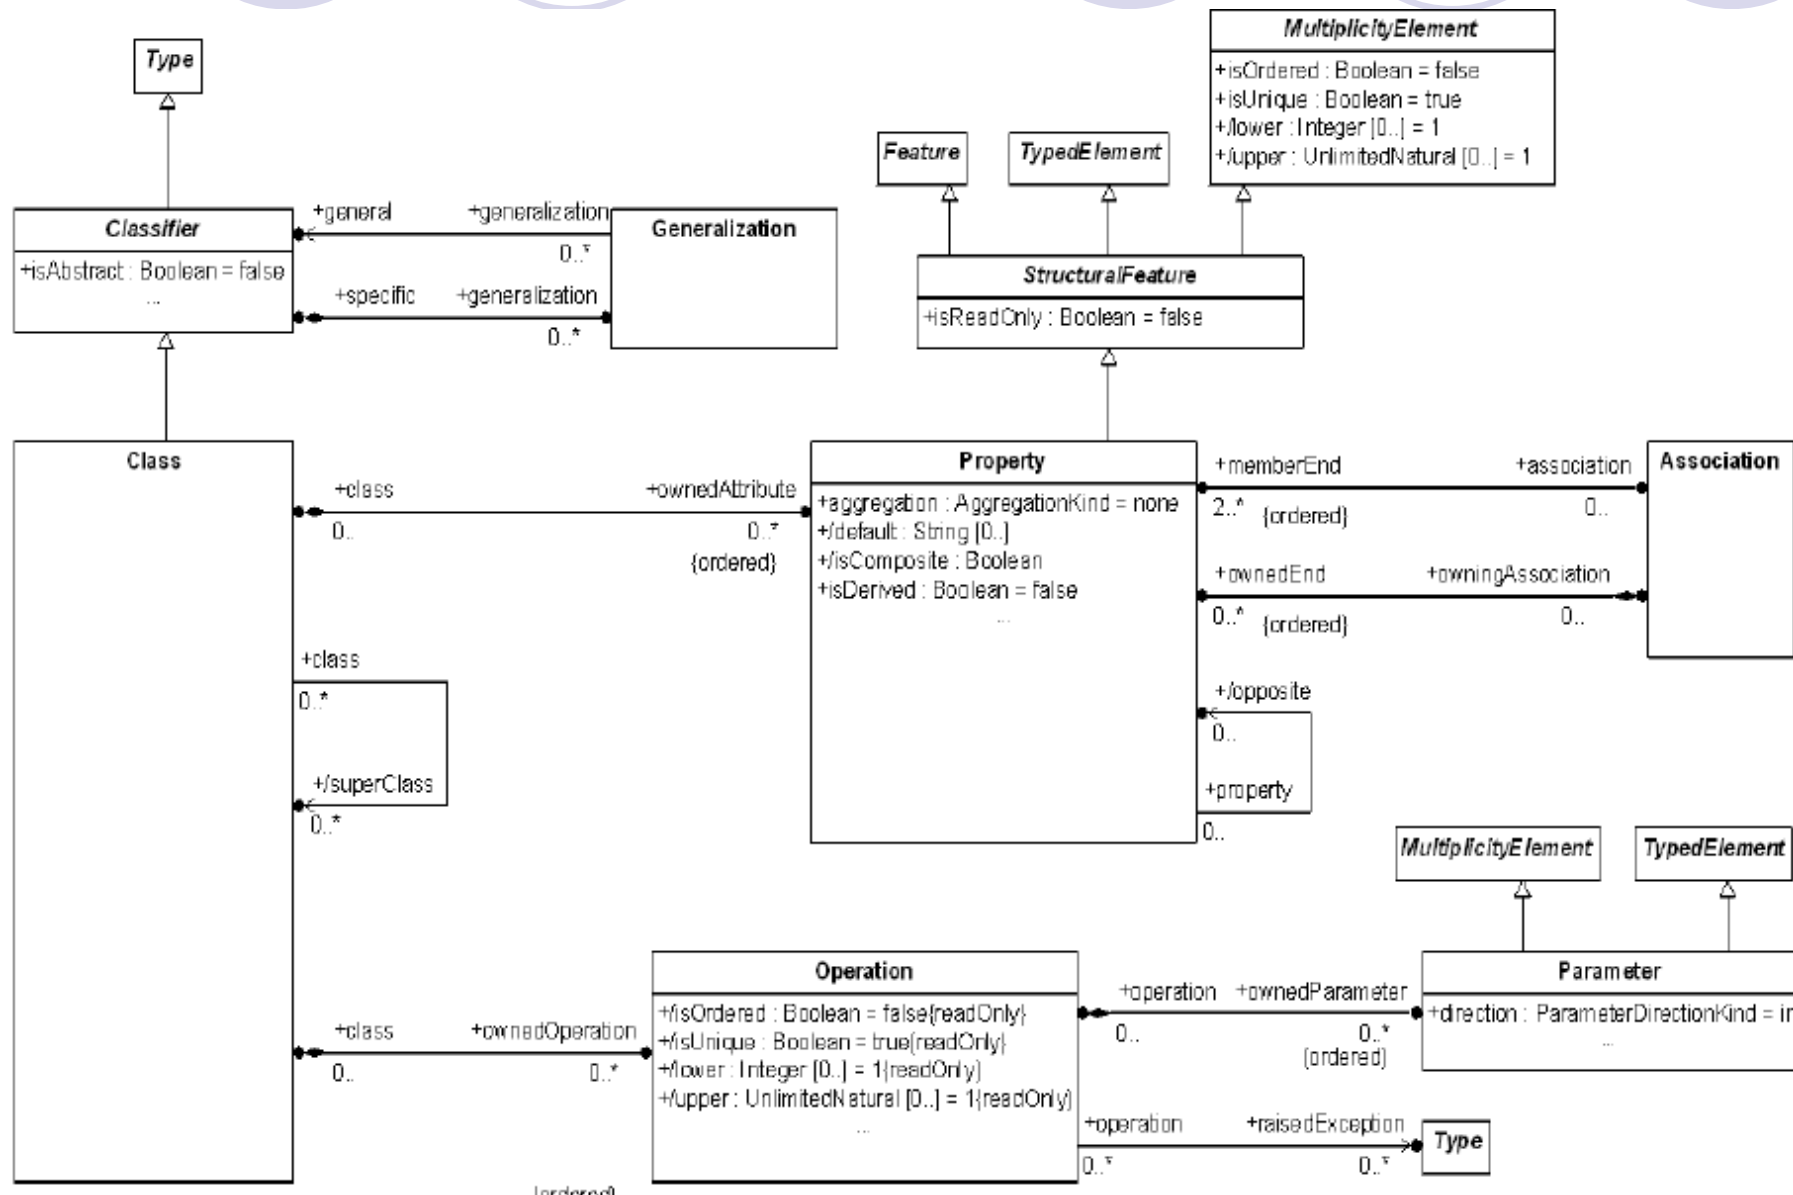 Type
Classifier
+isAbstract : Boolean = false
...
+general
+generalization
0..*
+specific
+generalization
0..*
Generalization
Feature
TypedElement
MultiplicityElement
+isOrdered : Boolean = false
+isUnique : Boolean = true
+/lower : Integer [0..] = 1
+/upper : UnlimitedNatural [0..] = 1
StructuralFeature
+isReadOnly : Boolean = false
Class
+class
0..
+ownedAttribute
0..*
{ordered}
Property
+aggregation : AggregationKind = none
+/default : String [0..]
+/isComposite : Boolean
+isDerived : Boolean = false
...
+memberEnd
2..*
{ordered}
+association
0..
+ownedEnd
0..*
{ordered}
+owningAssociation
0..
Association
+class
0..*
+/superClass
0..*
+/opposite
0..
+property
0..
MultiplicityElement
TypedElement
+class
0..
+ownedOperation
0..*
Operation
+/isOrdered : Boolean = false{readOnly}
+/isUnique : Boolean = true{readOnly}
+/lower : Integer [0..] = 1{readOnly}
+/upper : UnlimitedNatural [0..] = 1{readOnly}
...
+operation
0..
+ownedParameter
0..*
{ordered}
Parameter
+direction : ParameterDirectionKind = in
...
+operation
0..*
+raisedException
0..*
Type
{ordered}